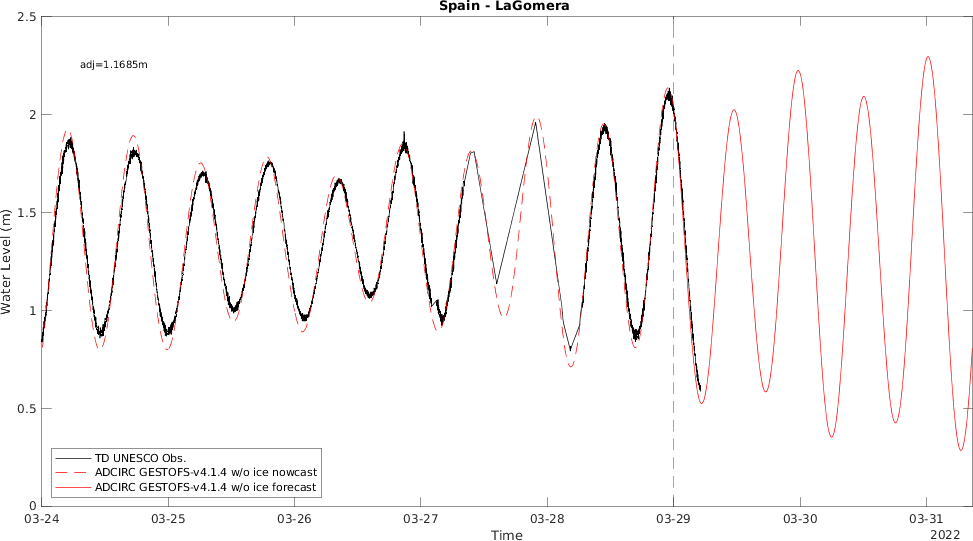 Spain - LaGomera
adj=1.1685m
2.5
2
1.5
1
0.5
0
Water Level (m)
TD UNESCO Obs.
ADCIRC GESTOFS-v4.1.4 w/o ice nowcast
ADCIRC GESTOFS-v4.1.4 w/o ice forecast
03-24 03-25 03-26 03-27 03-28 03-29 03-30 03-31
Time
2022